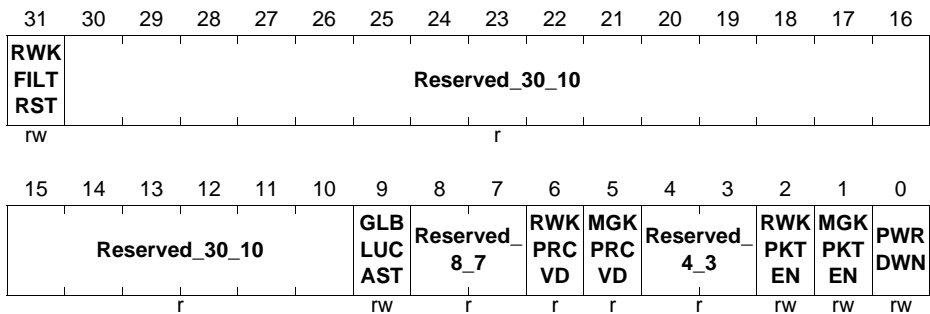 31 30 29 28 27 26 25 24 23 22 21 20 19 18 17 16
RWK
FILT
RST
Reserved_30_10
rw r
15 14 13 12 11 10 9 8 7 6 5 4 3 2 1 0
Reserved_30_10
GLB
LUC
AST
Reserved_
8_7
RWK
PRC
VD
MGK
PRC
VD
Reserved_
4_3
RWK
PKT
EN
MGK
PKT
EN
PWR
DWN
r rw r r r r rw rw rw